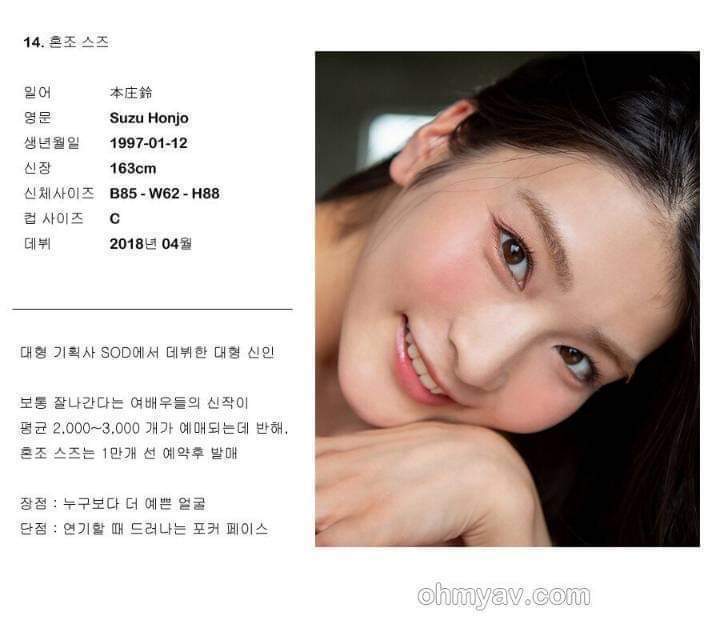 14. 혼조 스즈
일어 本庄鈴
영문 Suzu Honjo
생년월일 1997-01-12
신장 163cm
신체사이즈 B85 - W62 - H88
컵 사이즈 C
데뷔 2018년 04월
대형 기획사 SOD에서 데뷔한 대형 신인
보통 잘나간다는 여배우들의 신작이
평균 2,000~3,000 개가 예매되는데 반해,
혼조 스즈는 1만개 선 예약후 발매
장점 : 누구보다 더 예쁜 얼굴
단점 : 연기할 때 드러나는 포커 페이스
ohmyav.com